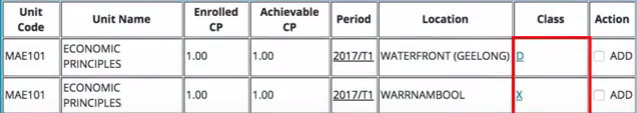 Unit Code Unit Name Enrolled CP Achievable CP Period Location Class Action
MAE101 ECONOMIC PRINCIPLES 1.00 1.00 2017/T1 WATERFRONT (GEELONG) D ADD
MAE101 ECONOMIC PRINCIPLES 1.00 1.00 2017/T1 WARRNAMBOOL X ADD